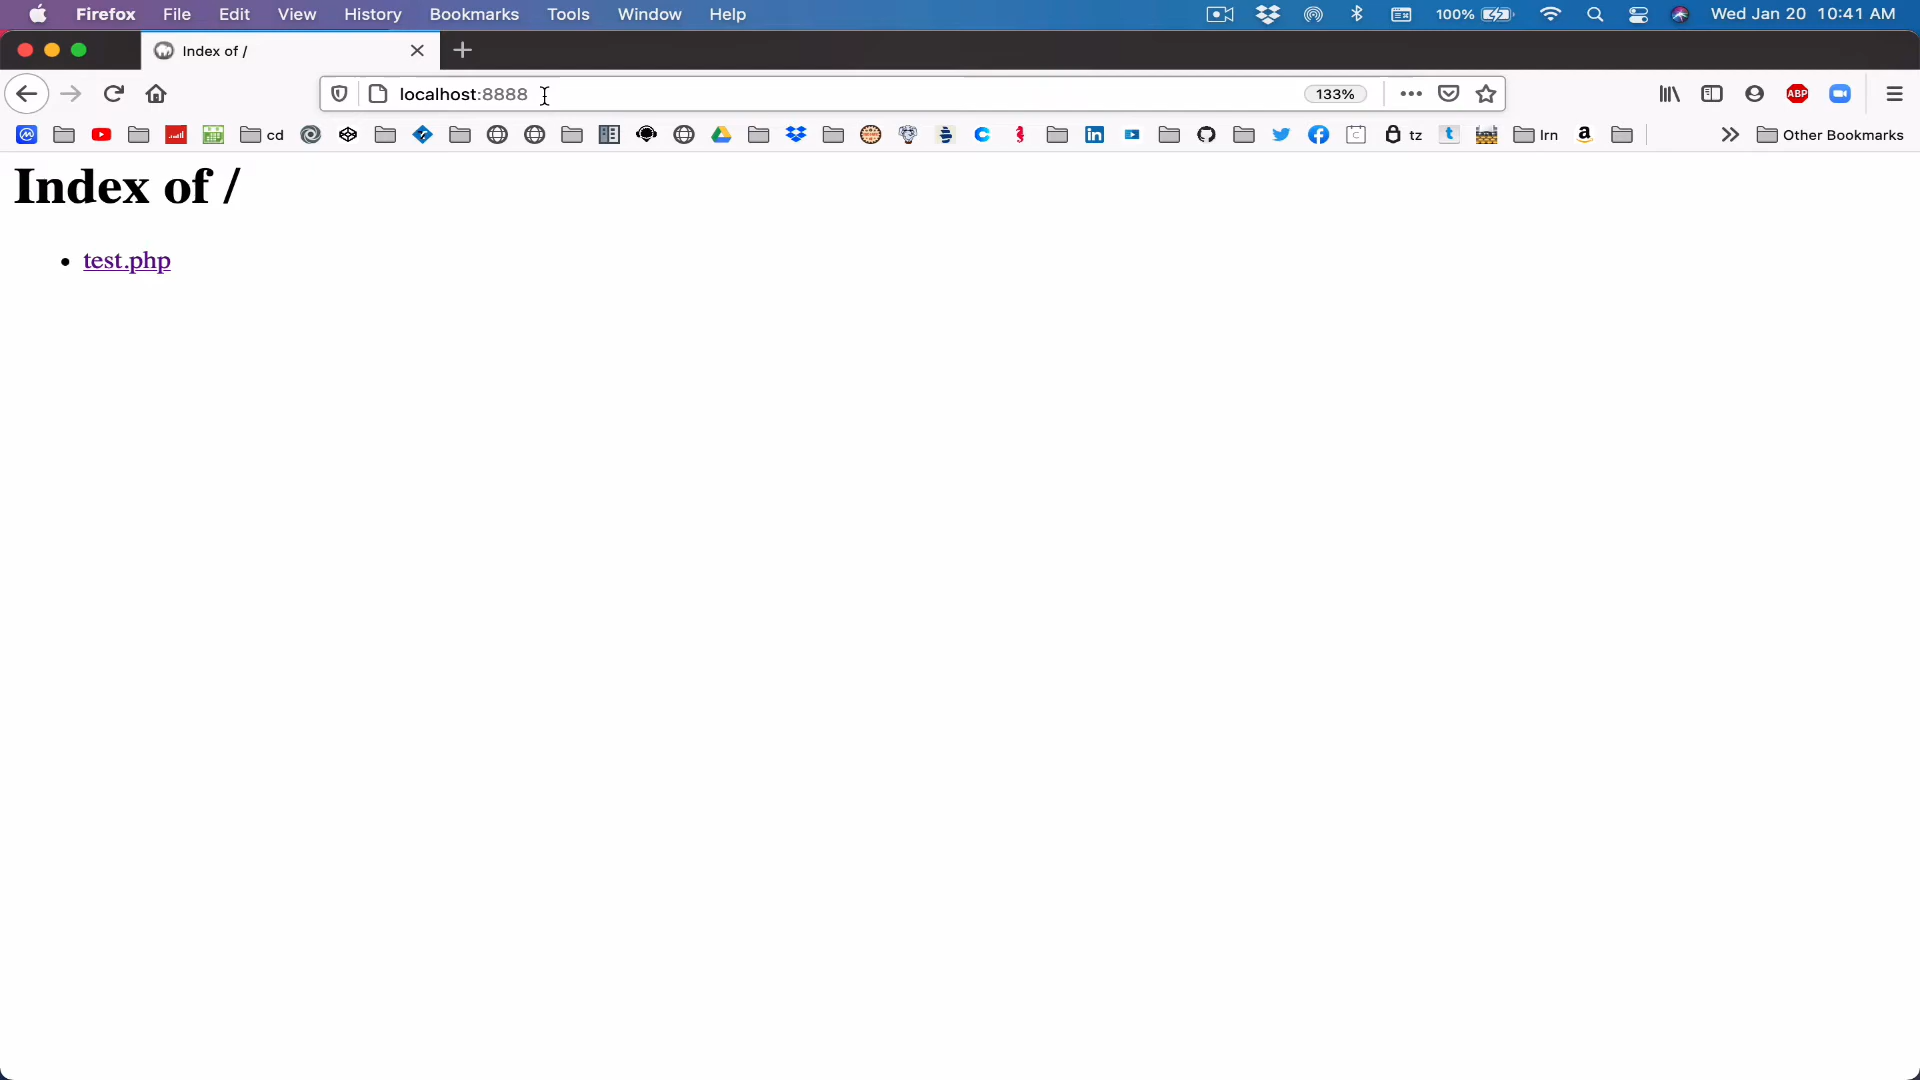 Firefox File Edit View History Bookmarks Tools Window Help 100% Wed Jan 20 10:41 AM
Index of /
localhost:8888 133% ABP
cd tz t lrn a Other Bookmarks
Index of /
• test.php